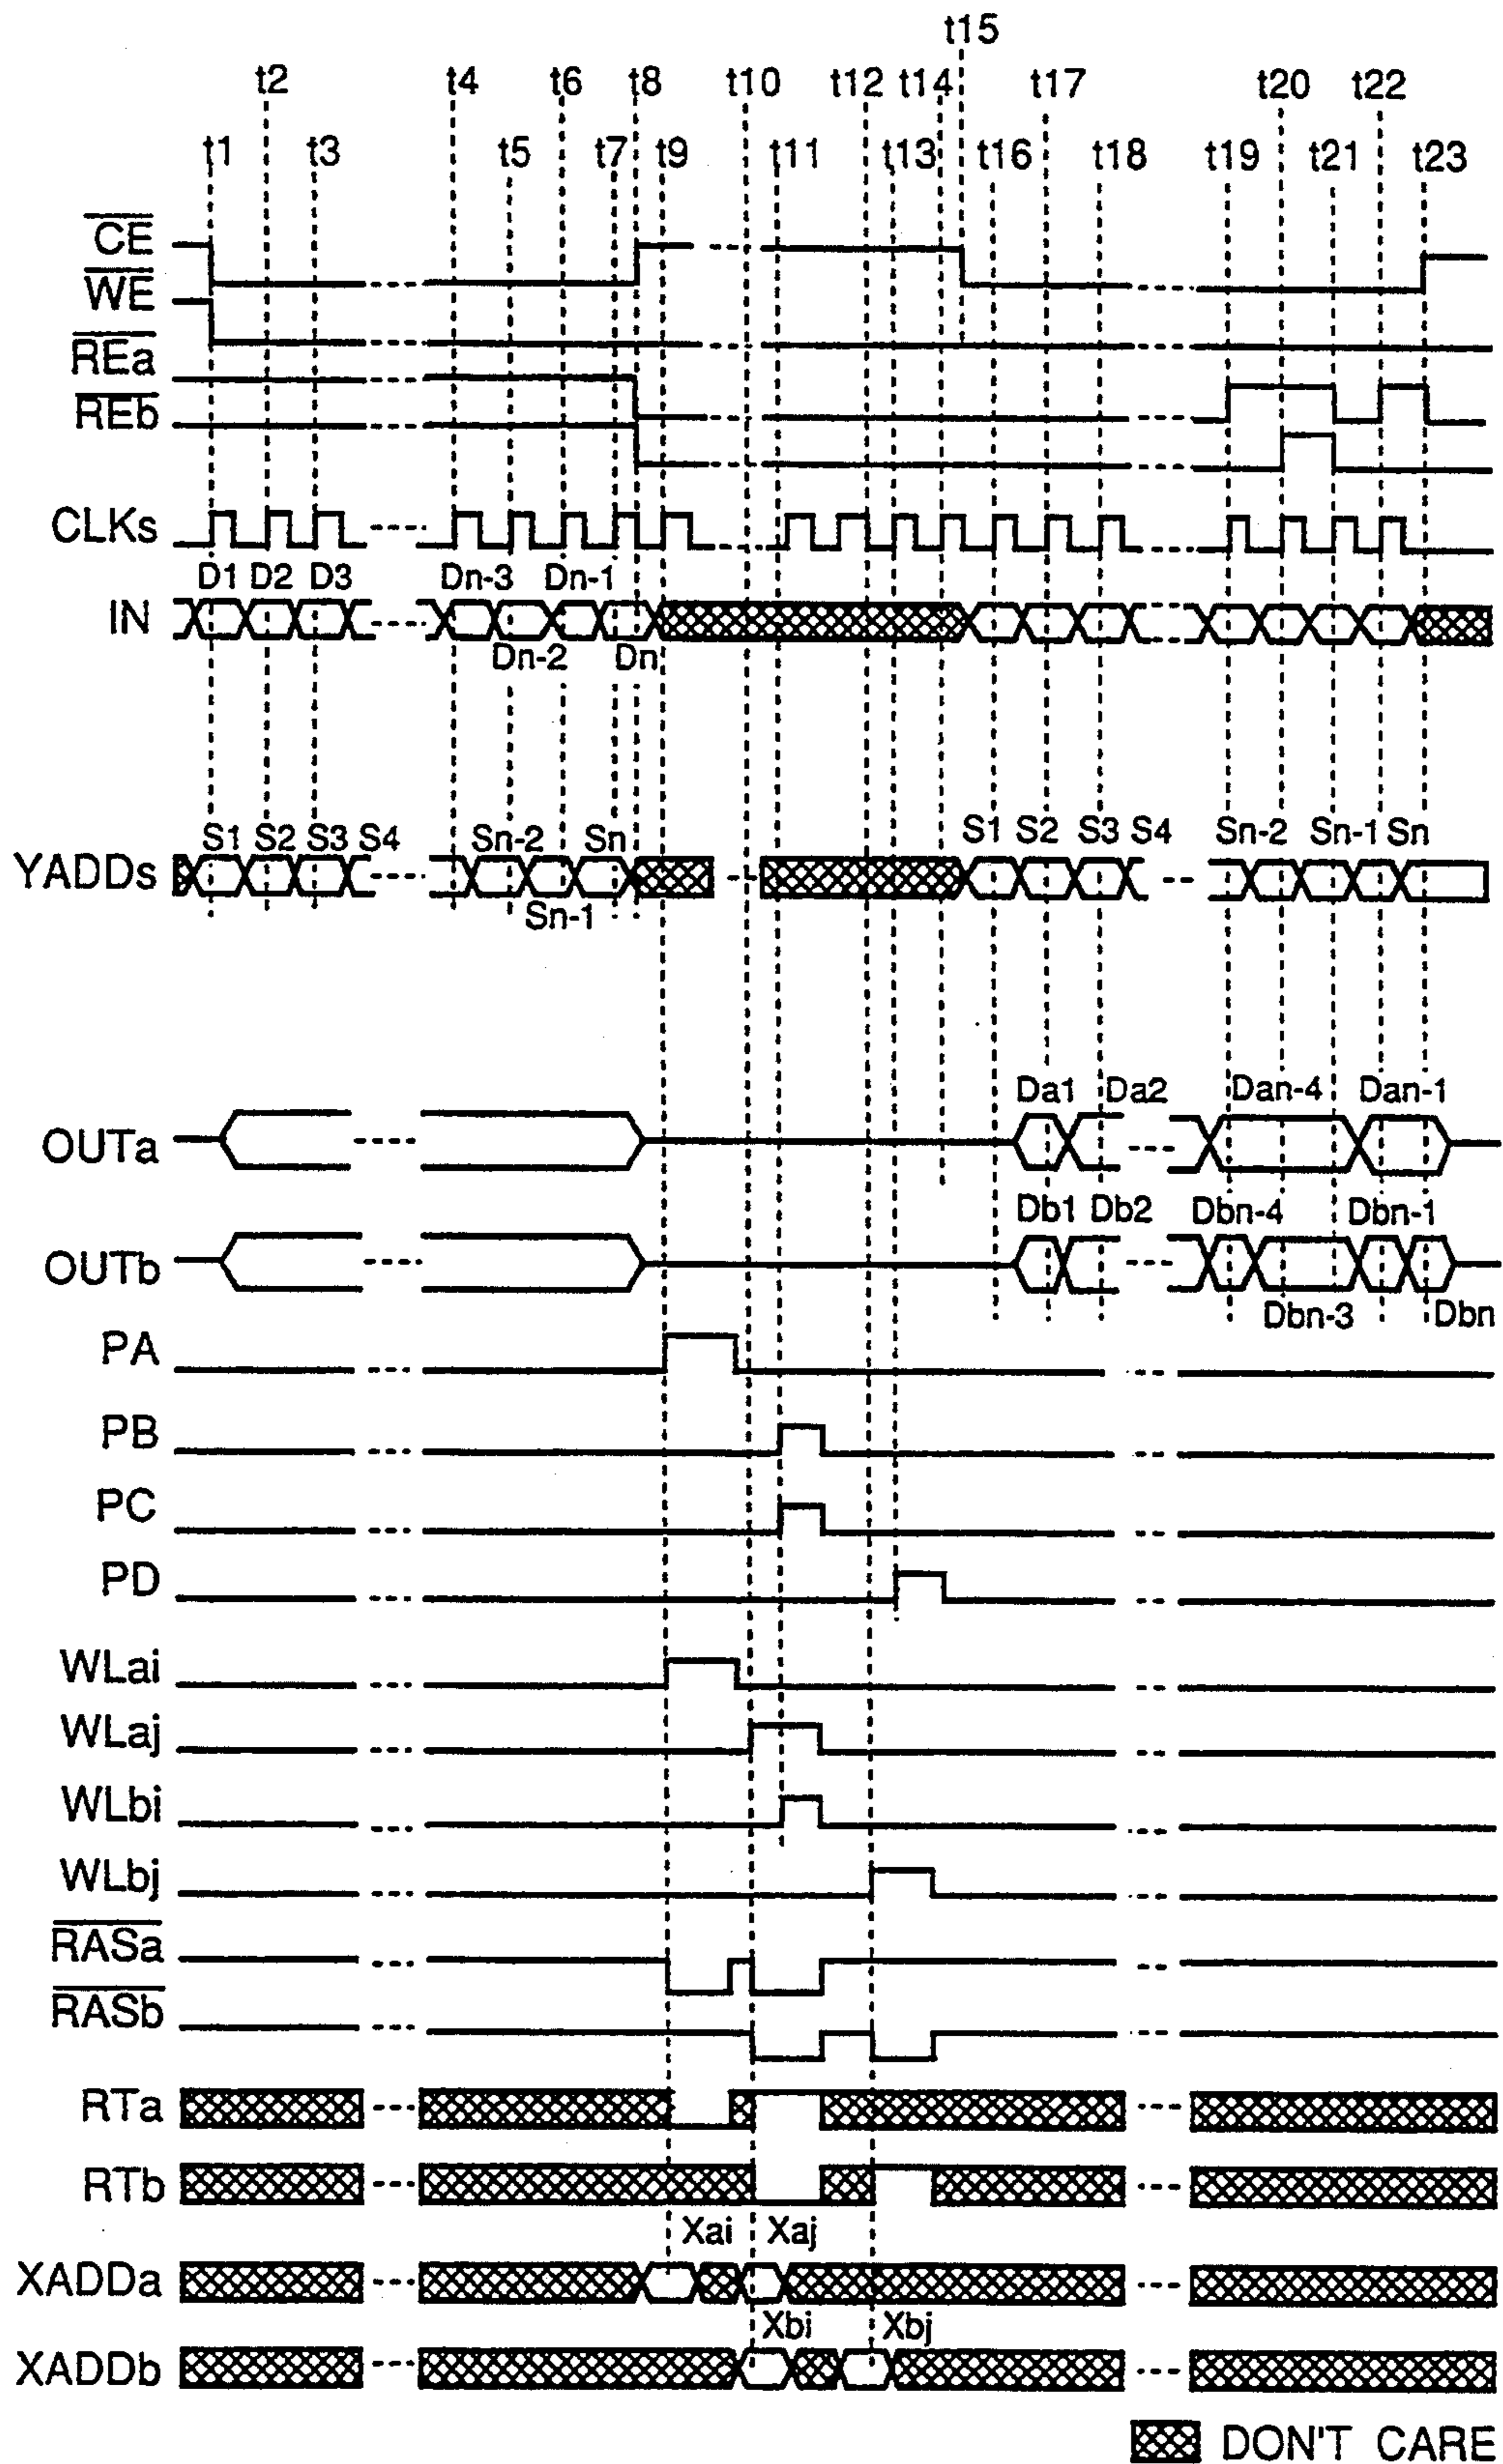 t15
t2 t4 t6 t8 t10 t12 t14 t17 t20 t22
t1 t3 t5 t7 t9 t11 t13 t16 t18 t19 t21 t23
CE
WE
REa
REb
CLKs
D1 D2 D3 Dn-3 Dn-1
IN
Dn-2 Dn
S1 S2 S3 S4 Sn-2 Sn S1 S2 S3 S4 Sn-2 Sn-1 Sn
YADDs
Sn-1
Da1 Da2 Dan-4 Dan-1
OUTa
Db1 Db2 Dbn-4 Dbn-1
OUTb
Dbn-3 Dbn
PA
PB
PC
PD
WLai
WLaj
WLbi
WLbj
RASa
RASb
RTa
RTb
Xai Xaj
XADDa
Xbi Xbj
XADDb
DON'T CARE